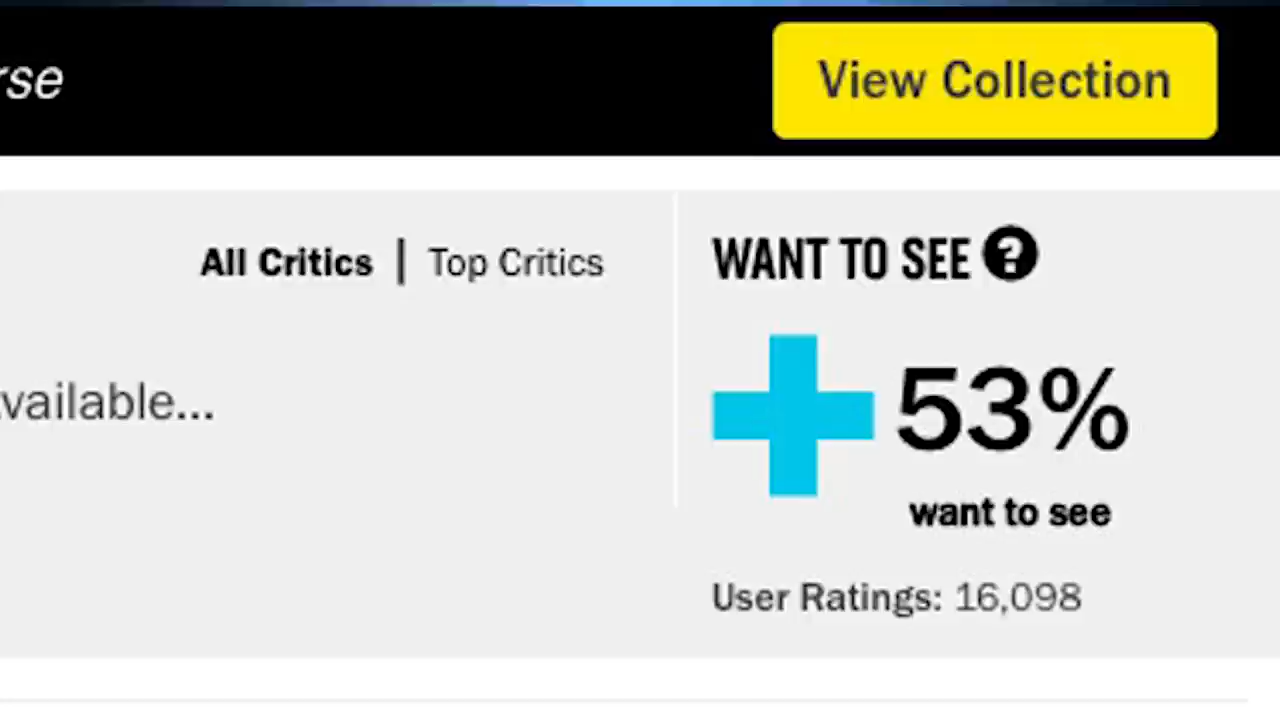 rse
View Collection
All Critics | Top Critics
WANT TO SEE ?
vailable...
53%
want to see
User Ratings: 16,098